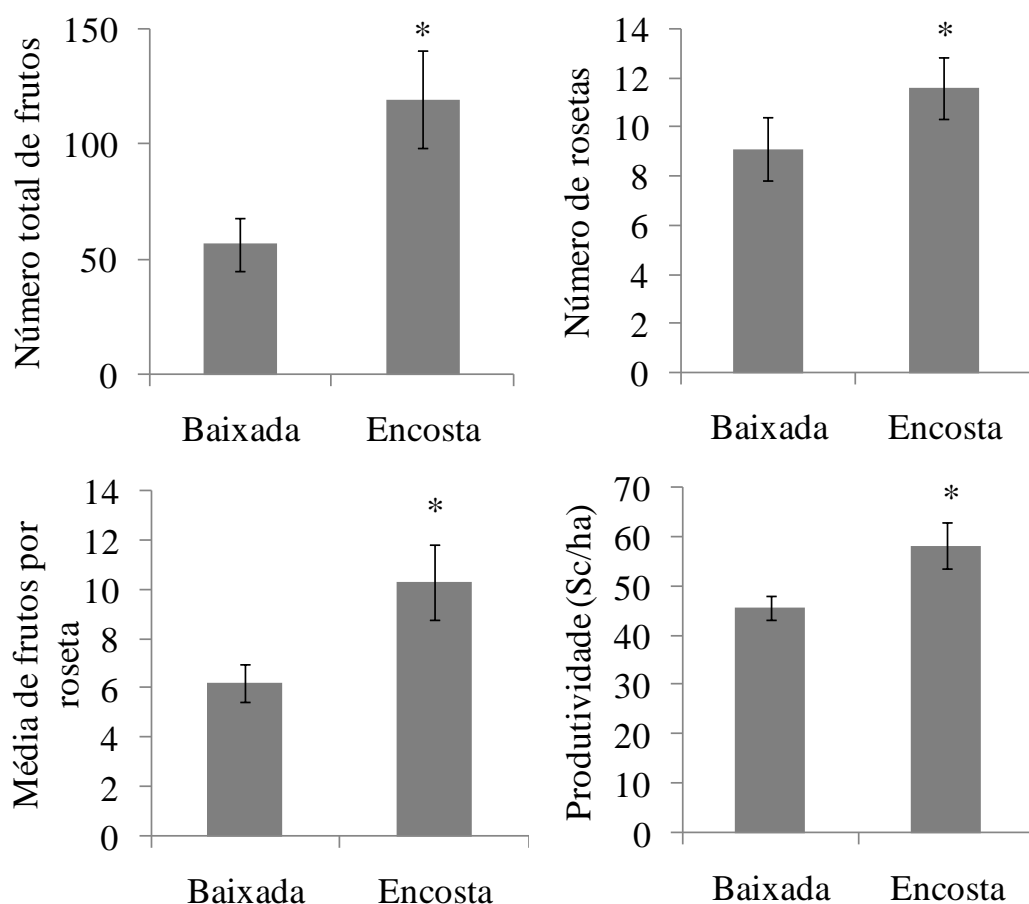 Número total de frutos
150
100
50
0
*
Baixada
Encosta
Número de rosetas
14
12
10
8
6
4
2
0
*
Baixada
Encosta
Média de frutos por
roseta
14
12
10
8
6
4
2
0
*
Baixada
Encosta
Produtividade (Sc/ha)
70
60
50
40
30
20
10
0
*
Baixada
Encosta